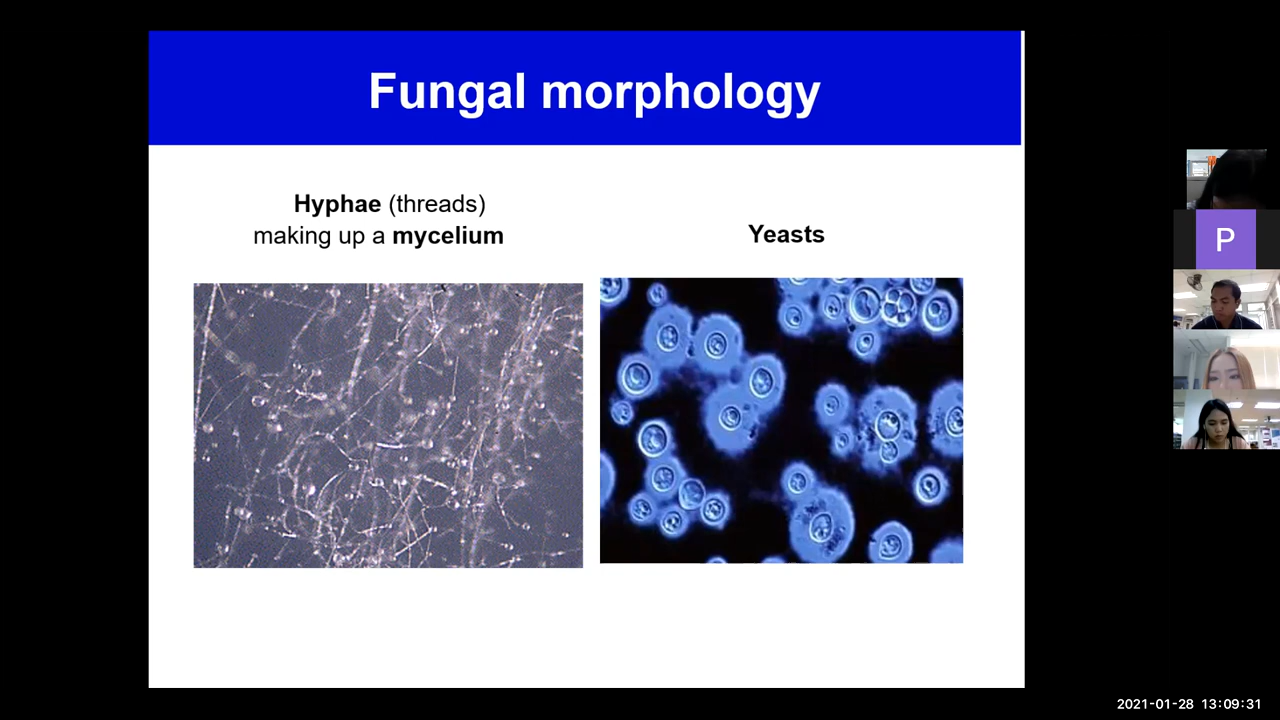 Fungal morphology
Hyphae (threads)
making up a mycelium
Yeasts
P
2021-01-28 13:09:31